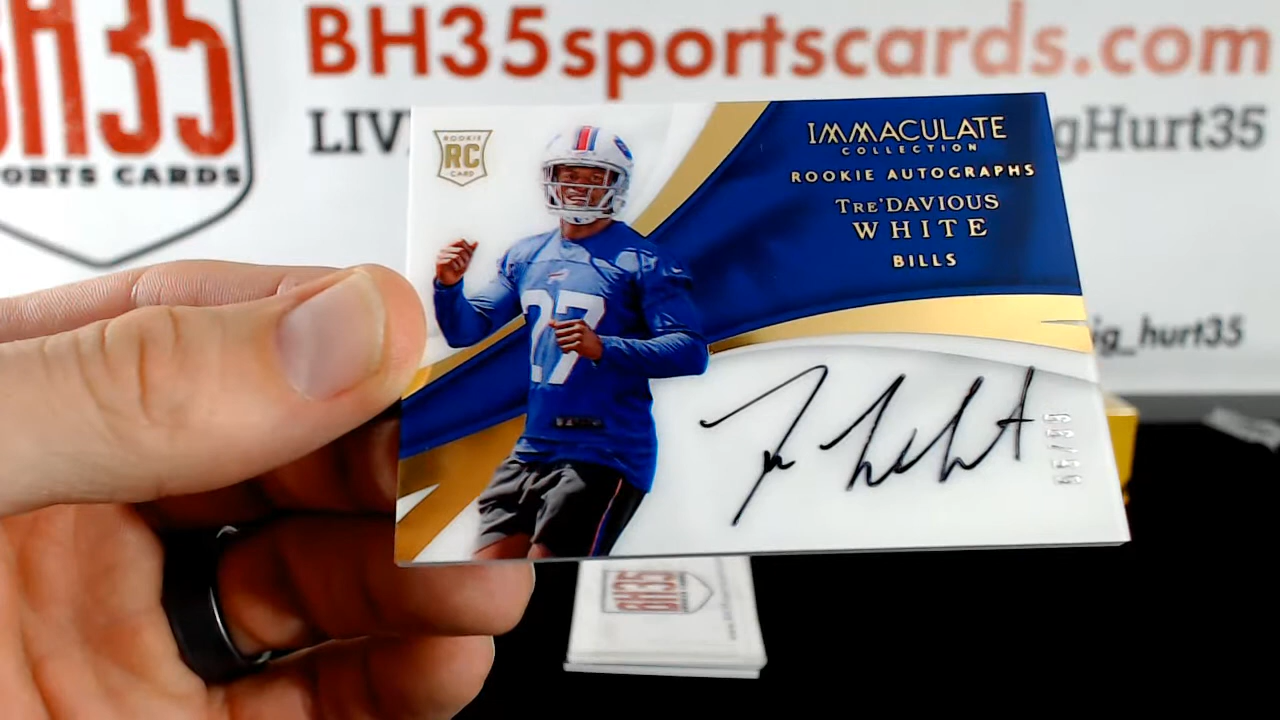 BH35
ORTS CARDS
BH35sportscards.com
LIV
gHurt35
ig_hurt35
ROOKIE
RC
CARD
IMMACULATE
COLLECTION
ROOKIE AUTOGRAPHS
TRE'DAVIOUS
WHITE
BILLS
27
BH35